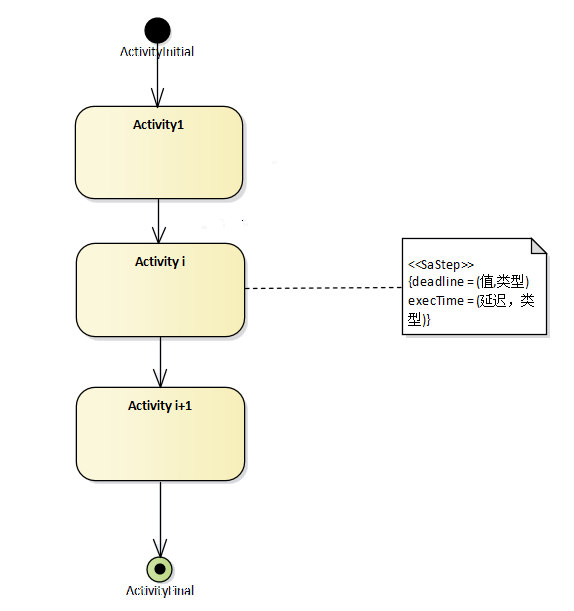 ActivityInitial
Activity1
Activity i
<<SaStep>>
{deadline = (值,类型)
execTime = (延迟，类
型)}
Activity i+1
ActivityFinal